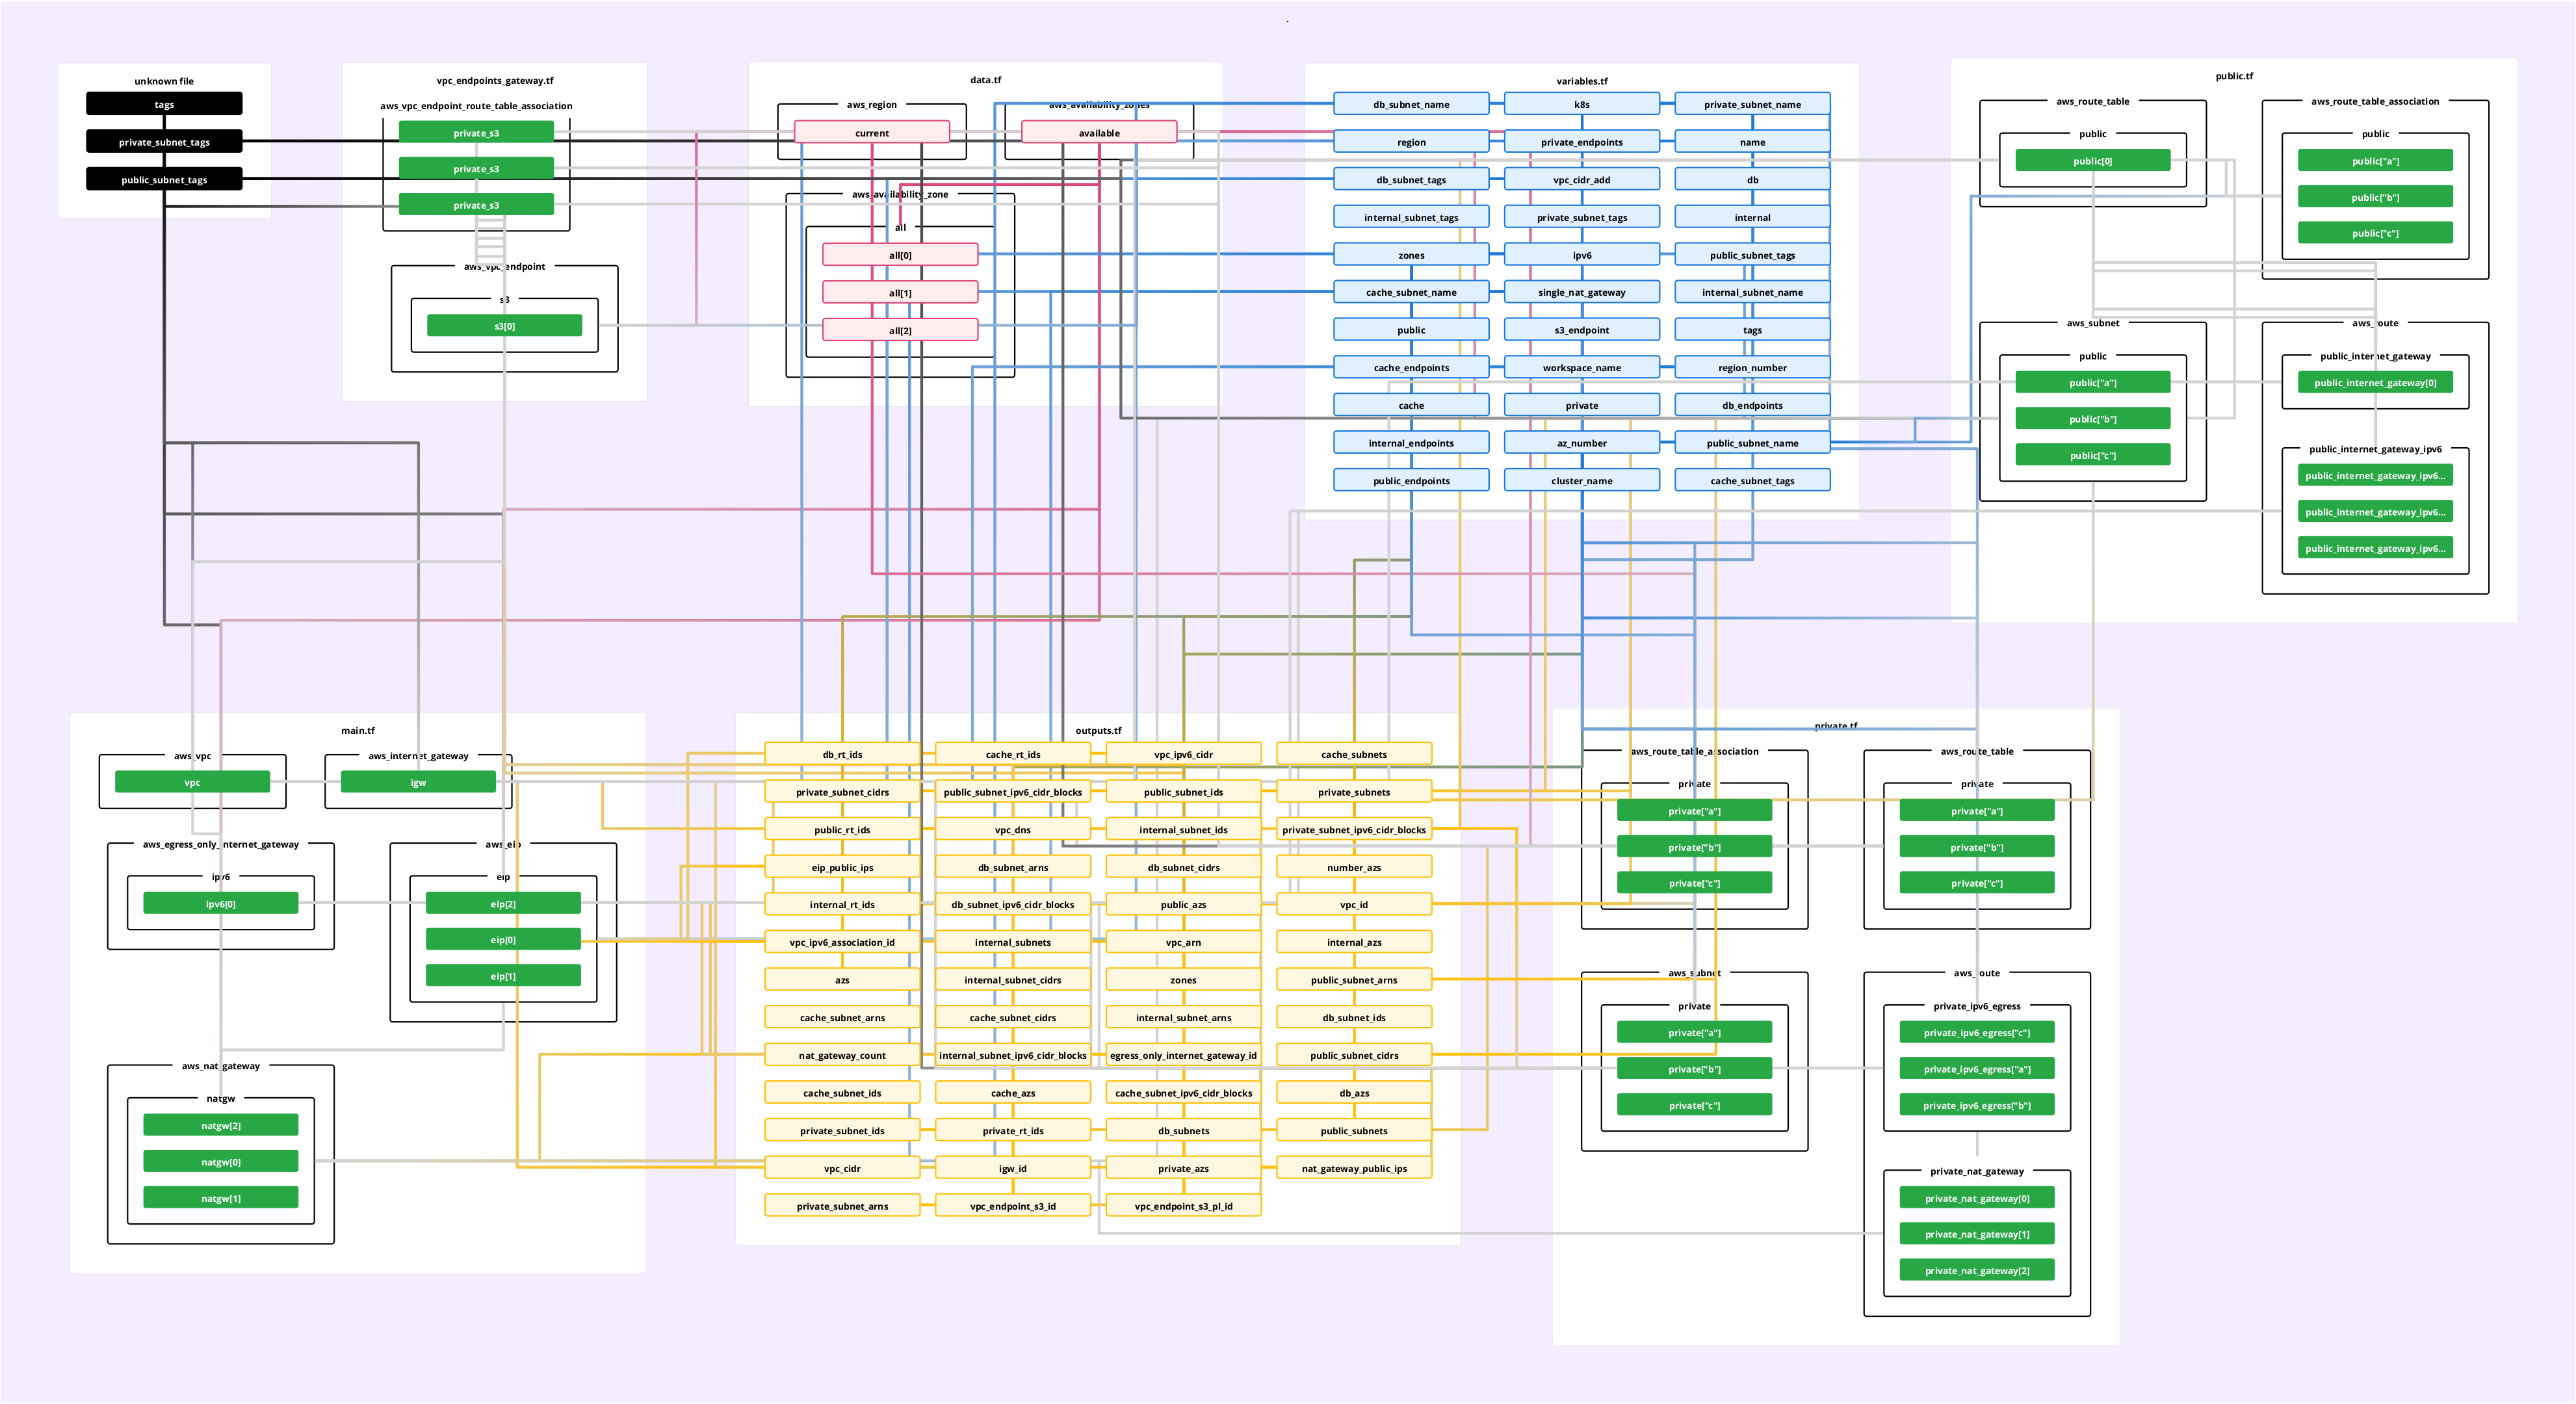 .
unknown file
tags
private_subnet_tags
public_subnet_tags
vpc_endpoints_gateway.tf
aws_vpc_endpoint_route_table_association
private_s3
private_s3
private_s3
aws_vpc_endpoint
s3
s3[0]
data.tf
aws_region
current
aws_availability_zones
available
aws_availability_zone
all
all[0]
all[1]
all[2]
variables.tf
db_subnet_name
k8s
private_subnet_name
region
private_endpoints
name
db_subnet_tags
vpc_cidr_add
db
internal_subnet_tags
private_subnet_tags
internal
zones
ipv6
public_subnet_tags
cache_subnet_name
single_nat_gateway
internal_subnet_name
public
s3_endpoint
tags
cache_endpoints
workspace_name
region_number
cache
private
db_endpoints
internal_endpoints
az_number
public_subnet_name
public_endpoints
cluster_name
cache_subnet_tags
public.tf
aws_route_table
public
public[0]
aws_route_table_association
public
public["a"]
public["b"]
public["c"]
aws_subnet
public
public["a"]
public["b"]
public["c"]
aws_route
public_internet_gateway
public_internet_gateway[0]
public_internet_gateway_ipv6
public_internet_gateway_ipv6...
public_internet_gateway_ipv6...
public_internet_gateway_ipv6...
main.tf
aws_vpc
vpc
aws_internet_gateway
igw
aws_egress_only_internet_gateway
ipv6
ipv6[0]
aws_eip
eip
eip[2]
eip[0]
eip[1]
aws_nat_gateway
natgw
natgw[2]
natgw[0]
natgw[1]
outputs.tf
db_rt_ids
cache_rt_ids
vpc_ipv6_cidr
cache_subnets
private_subnet_cidrs
public_subnet_ipv6_cidr_blocks
public_subnet_ids
private_subnets
public_rt_ids
vpc_dns
internal_subnet_ids
private_subnet_ipv6_cidr_blocks
eip_public_ips
db_subnet_arns
db_subnet_cidrs
number_azs
internal_rt_ids
db_subnet_ipv6_cidr_blocks
public_azs
vpc_id
vpc_ipv6_association_id
internal_subnets
vpc_arn
internal_azs
azs
internal_subnet_cidrs
zones
public_subnet_arns
cache_subnet_arns
cache_subnet_cidrs
internal_subnet_arns
db_subnet_ids
nat_gateway_count
internal_subnet_ipv6_cidr_blocks
egress_only_internet_gateway_id
public_subnet_cidrs
cache_subnet_ids
cache_azs
cache_subnet_ipv6_cidr_blocks
db_azs
private_subnet_ids
private_rt_ids
db_subnets
public_subnets
vpc_cidr
igw_id
private_azs
nat_gateway_public_ips
private_subnet_arns
vpc_endpoint_s3_id
vpc_endpoint_s3_pl_id
private.tf
aws_route_table_association
private
private["a"]
private["b"]
private["c"]
aws_route_table
private
private["a"]
private["b"]
private["c"]
aws_subnet
private
private["a"]
private["b"]
private["c"]
aws_route
private_ipv6_egress
private_ipv6_egress["c"]
private_ipv6_egress["a"]
private_ipv6_egress["b"]
private_nat_gateway
private_nat_gateway[0]
private_nat_gateway[1]
private_nat_gateway[2]